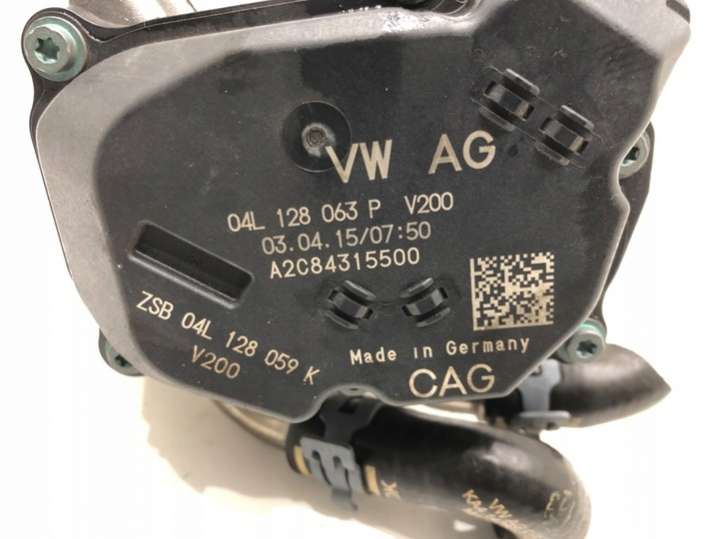 VW AG
04L 128 063 P V200
03.04.15/07:50
A2C84315500
ZSB 04L 128 059 K
V200
Made in Germany
CAG
VW